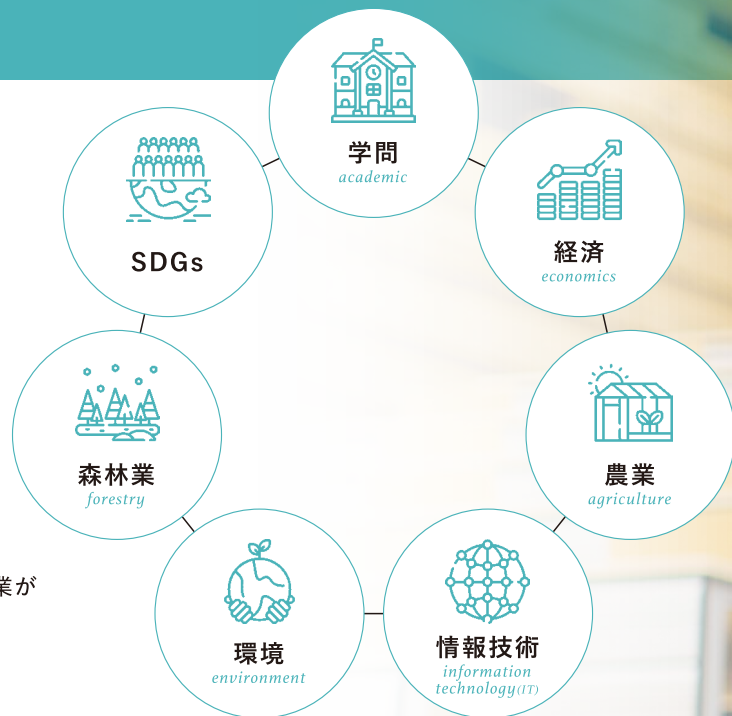 学問
academic
経済
economics
農業
agriculture
情報技術
information
technology(IT)
環境
environment
森林業
forestry
SDGs
業が